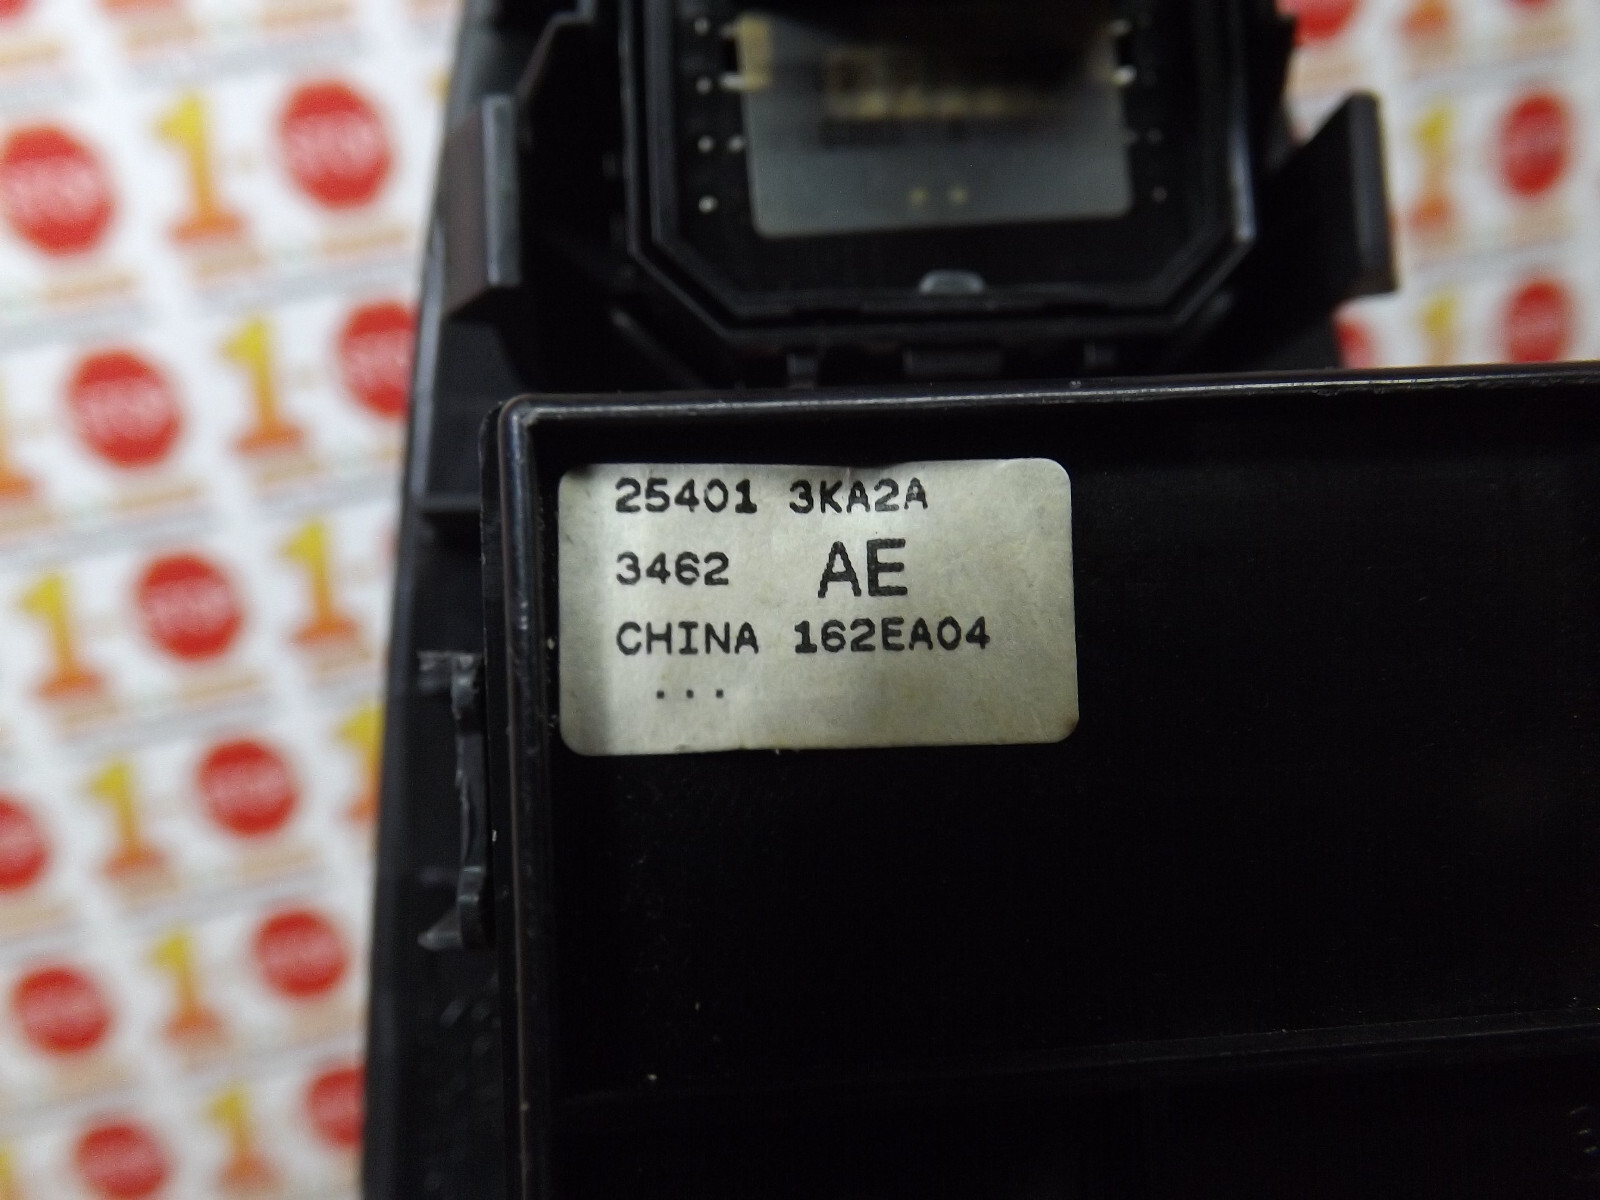 25401 3KA2A
3462 AE
CHINA 162EA04
...